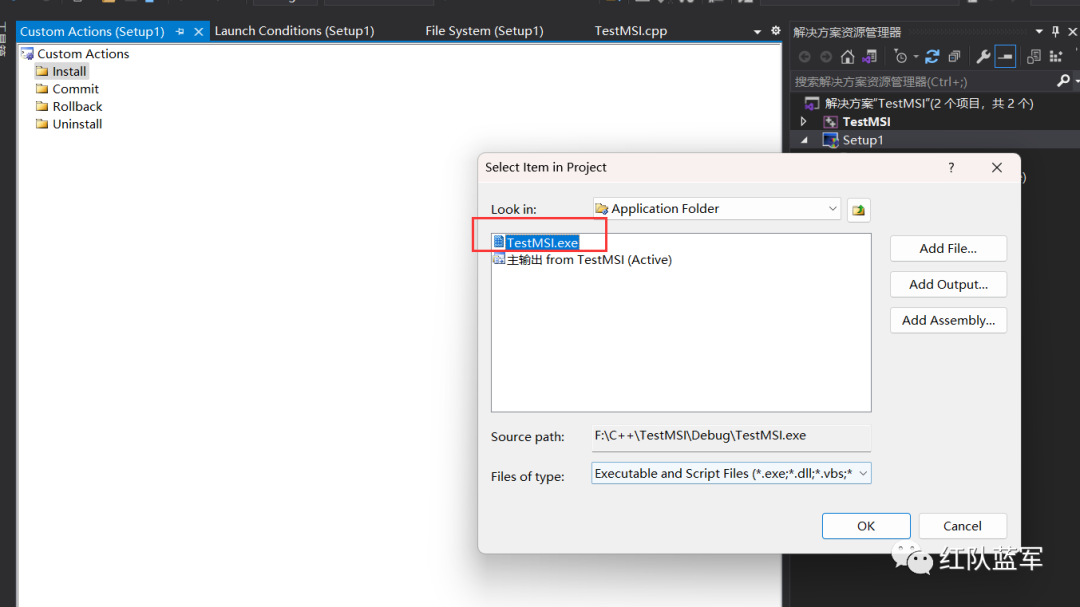 Custom Actions (Setup1)
Launch Conditions (Setup1)
File System (Setup1)
TestMSI.cpp
解决方案资源管理器
Custom Actions
Install
Commit
Rollback
Uninstall
搜索解决方案资源管理器(Ctrl+;)
解决方案"TestMSI"(2 个项目，共 2 个)
TestMSI
Setup1
Select Item in Project
?
Look in:
Application Folder
TestMSI.exe
主输出 from TestMSI (Active)
Add File...
Add Output...
Add Assembly...
Source path:
F:\C++\TestMSI\Debug\TestMSI.exe
Files of type:
Executable and Script Files (*.exe;*.dll;*.vbs;*
OK
Cancel
红队蓝军